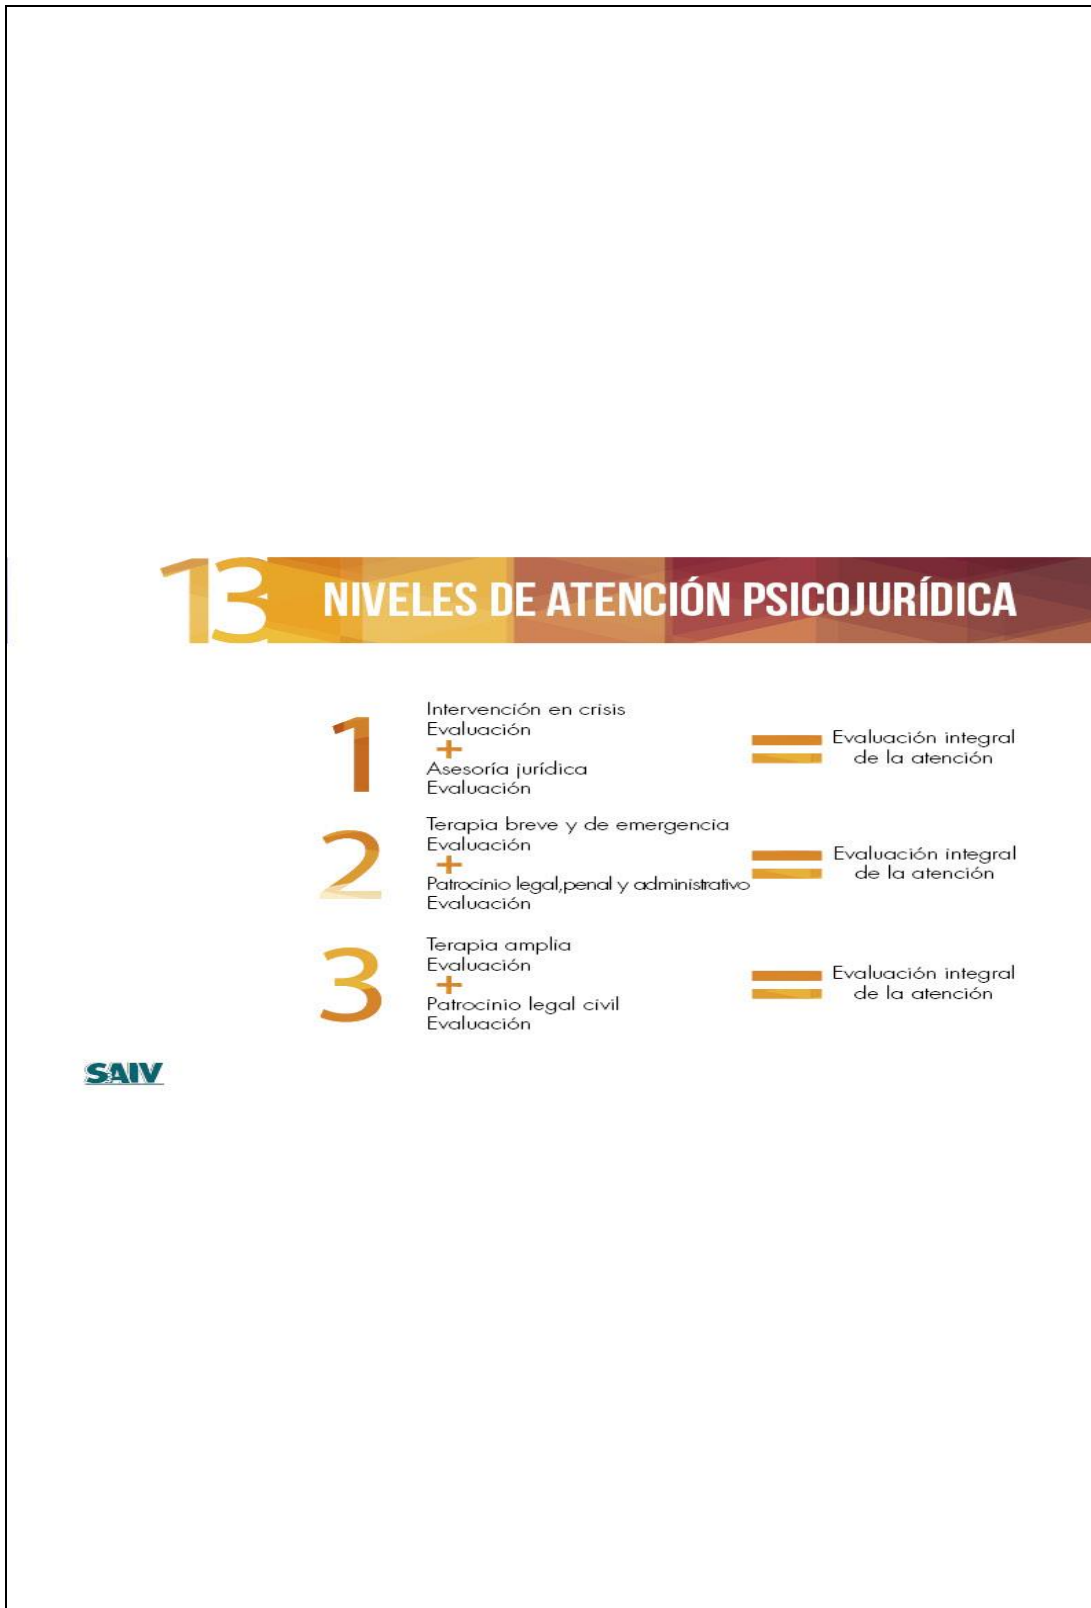 13 NIVELES DE ATENCIÓN PSICOJURÍDICA
1
Intervención en crisis
Evaluación
+
Asesoría jurídica
Evaluación
= Evaluación integral
de la atención
2
Terapia breve y de emergencia
Evaluación
+
Patrocinio legal,penal y administrativo
Evaluación
= Evaluación integral
de la atención
3
Terapia amplia
Evaluación
+
Patrocinio legal civil
Evaluación
= Evaluación integral
de la atención
SAIV